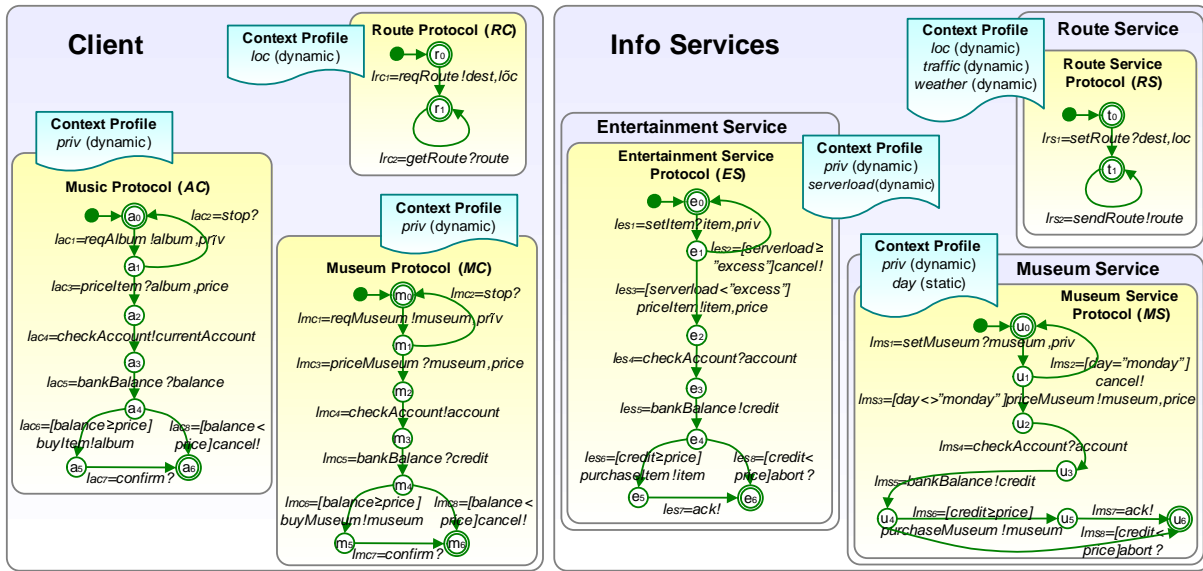 Client
Context Profile
loc (dynamic)
Route Protocol (RC)
r0
lRC1=reqRoute!dest,lõc
r1
lRC2=getRoute?route
Context Profile
priv (dynamic)
Music Protocol (AC)
a0
lAC2=stop?
lAC1=reqAlbum!album,prĩv
a1
lAC3=priceItem?album,price
a2
lAC4=checkAccount!currentAccount
a3
lAC5=bankBalance?balance
a4
lAC6=[balance≥price]
buyItem!album
lAC8=[balance<
price]cancel!
a5
a6
lAC7=confirm?
Context Profile
priv (dynamic)
Museum Protocol (MC)
m0
lMC2=stop?
lMC1=reqMuseum!museum,prĩv
m1
lMC3=priceMuseum?museum,price
m2
lMC4=checkAccount!account
m3
lMC5=bankBalance?credit
m4
lMC6=[balance≥price]
buyMuseum!museum
lMC8=[balance<
price]cancel!
m5
m6
lMC7=confirm?
Info Services
Entertainment Service
Context Profile
priv (dynamic)
serverload(dynamic)
Entertainment Service
Protocol (ES)
e0
lES1=setItem?item,priv
e1
lES2=[serverload≥
"excess"]cancel!
lES3=[serverload<"excess"]
priceItem!item,price
e2
lES4=checkAccount?account
e3
lES5=bankBalance!credit
e4
lES6=[credit≥price]
purchaseItem!item
lES8=[credit<
price]abort?
e5
e6
lES7=ack!
Context Profile
loc (dynamic)
traffic (dynamic)
weather (dynamic)
Route Service
Route Service
Protocol (RS)
t0
lRS1=setRoute?dest,loc
t1
lRS2=sendRoute!route
Context Profile
priv (dynamic)
day (static)
Museum Service
Museum Service
Protocol (MS)
u0
lMS1=setMuseum?museum,priv
u1
lMS2=[day="monday"]
cancel!
lMS3=[day<>"monday"]priceMuseum!museum,price
u2
lMS4=checkAccount?account
u3
lMS5=bankBalance!credit
u4
lMS6=[credit≥price]
purchaseMuseum!museum
u5
lMS7=ack!
u6
lMS8=[credit<
price]abort?